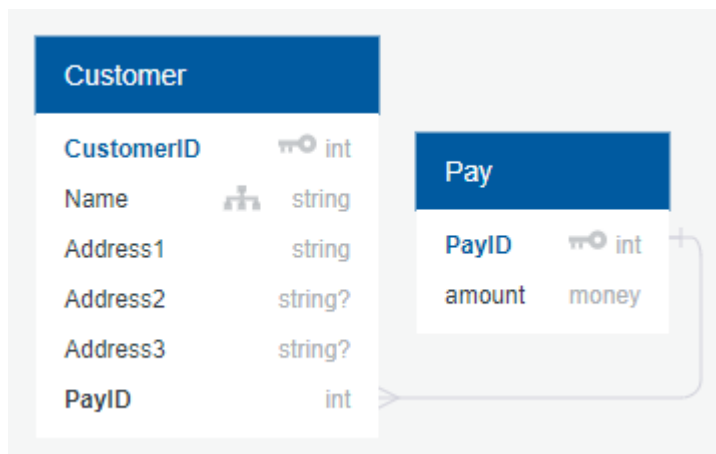 Customer
CustomerID int
Name string
Address1 string
Address2 string?
Address3 string?
PayID int
Pay
PayID int
amount money